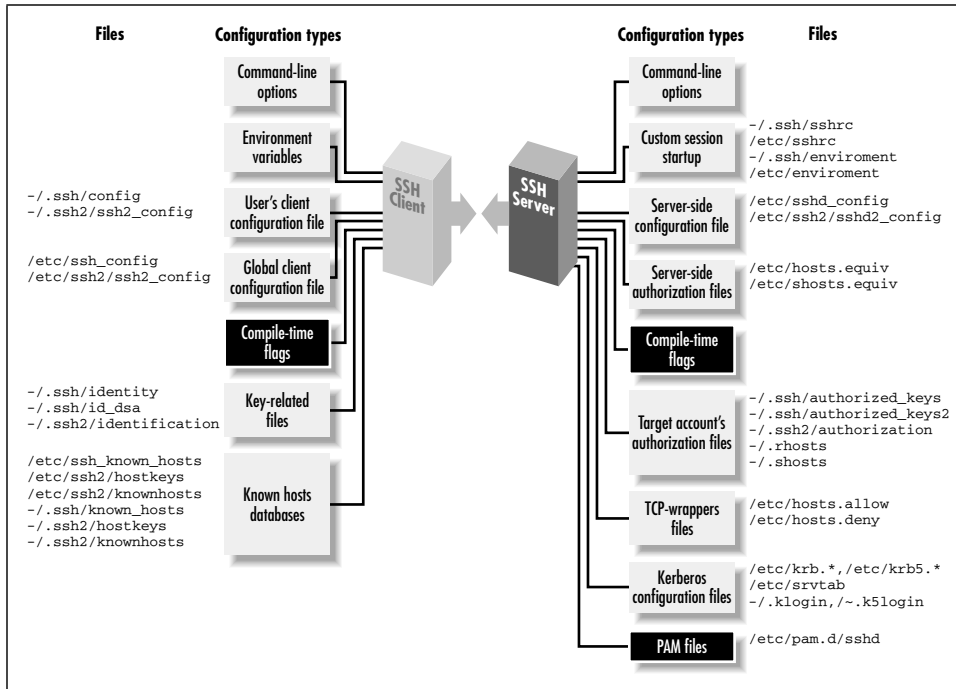 Files
Configuration types
Command-line
options
Environment
variables
-/.ssh/config
-/.ssh2/ssh2_config
User's client
configuration file
/etc/ssh_config
/etc/ssh2/ssh2_config
Global client
configuration file
Compile-time
flags
-/.ssh/identity
-/.ssh/id_dsa
-/.ssh2/identification
Key-related
files
/etc/ssh_known_hosts
/etc/ssh2/hostkeys
/etc/ssh2/knownhosts
-/.ssh/known_hosts
-/.ssh2/hostkeys
-/.ssh2/knownhosts
Known hosts
databases
SSH
Client
SSH
Server
Configuration types
Files
Command-line
options
Custom session
startup
-/.ssh/sshrc
/etc/sshrc
-/.ssh/enviroment
/etc/enviroment
Server-side
configuration file
/etc/sshd_config
/etc/ssh2/sshd2_config
Server-side
authorization files
/etc/hosts.equiv
/etc/shosts.equiv
Compile-time
flags
Target account's
authorization files
-/.ssh/authorized_keys
-/.ssh/authorized_keys2
-/.ssh2/authorization
-/.rhosts
-/.shosts
TCP-wrappers
files
/etc/hosts.allow
/etc/hosts.deny
Kerberos
configuration files
/etc/krb.*,/etc/krb5.*
/etc/srvtab
-/.klogin,/~.k5login
PAM files
/etc/pam.d/sshd